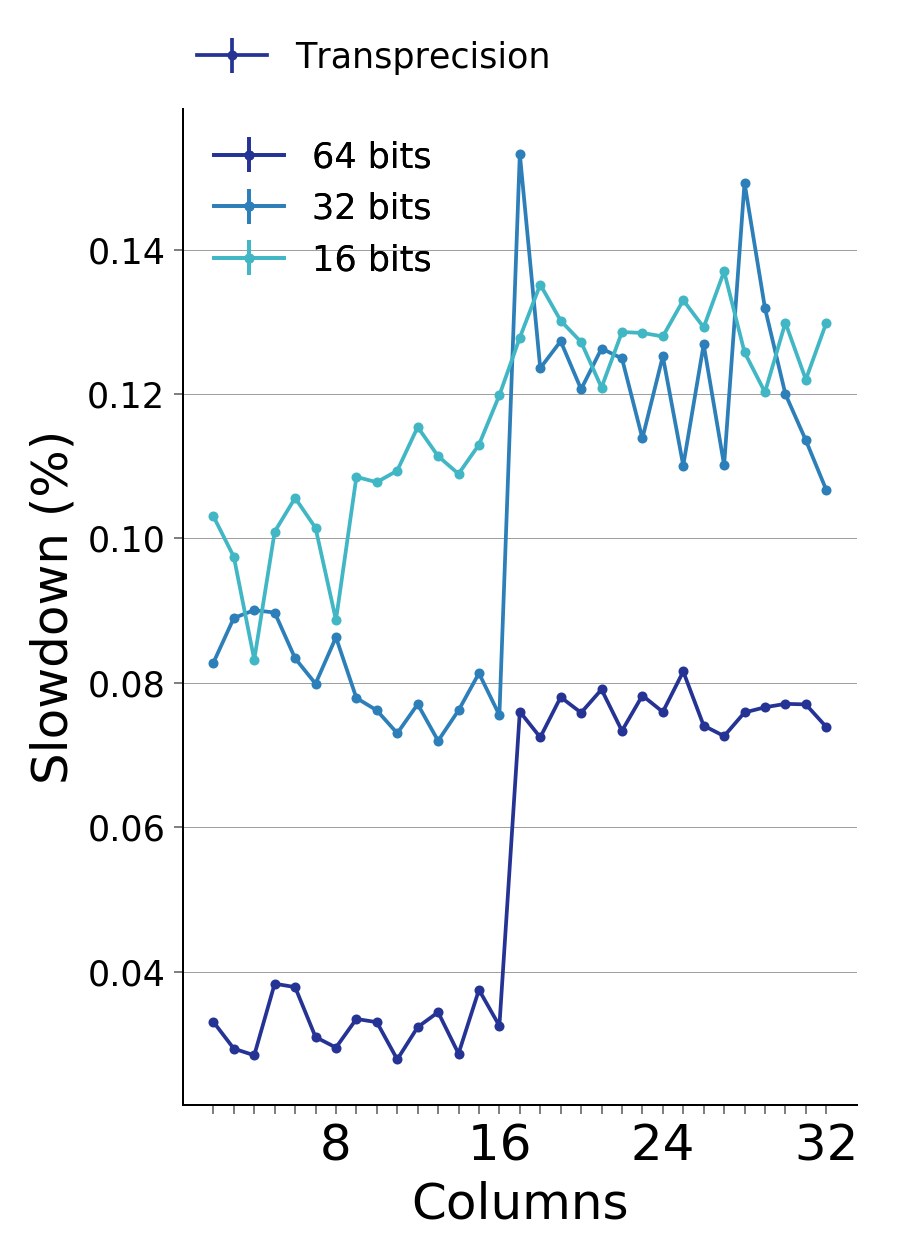 Transprecision
64 bits
32 bits
16 bits
0.14
0.12
0.10
0.08
0.06
0.04
Slowdown (%)
8 16 24 32
Columns